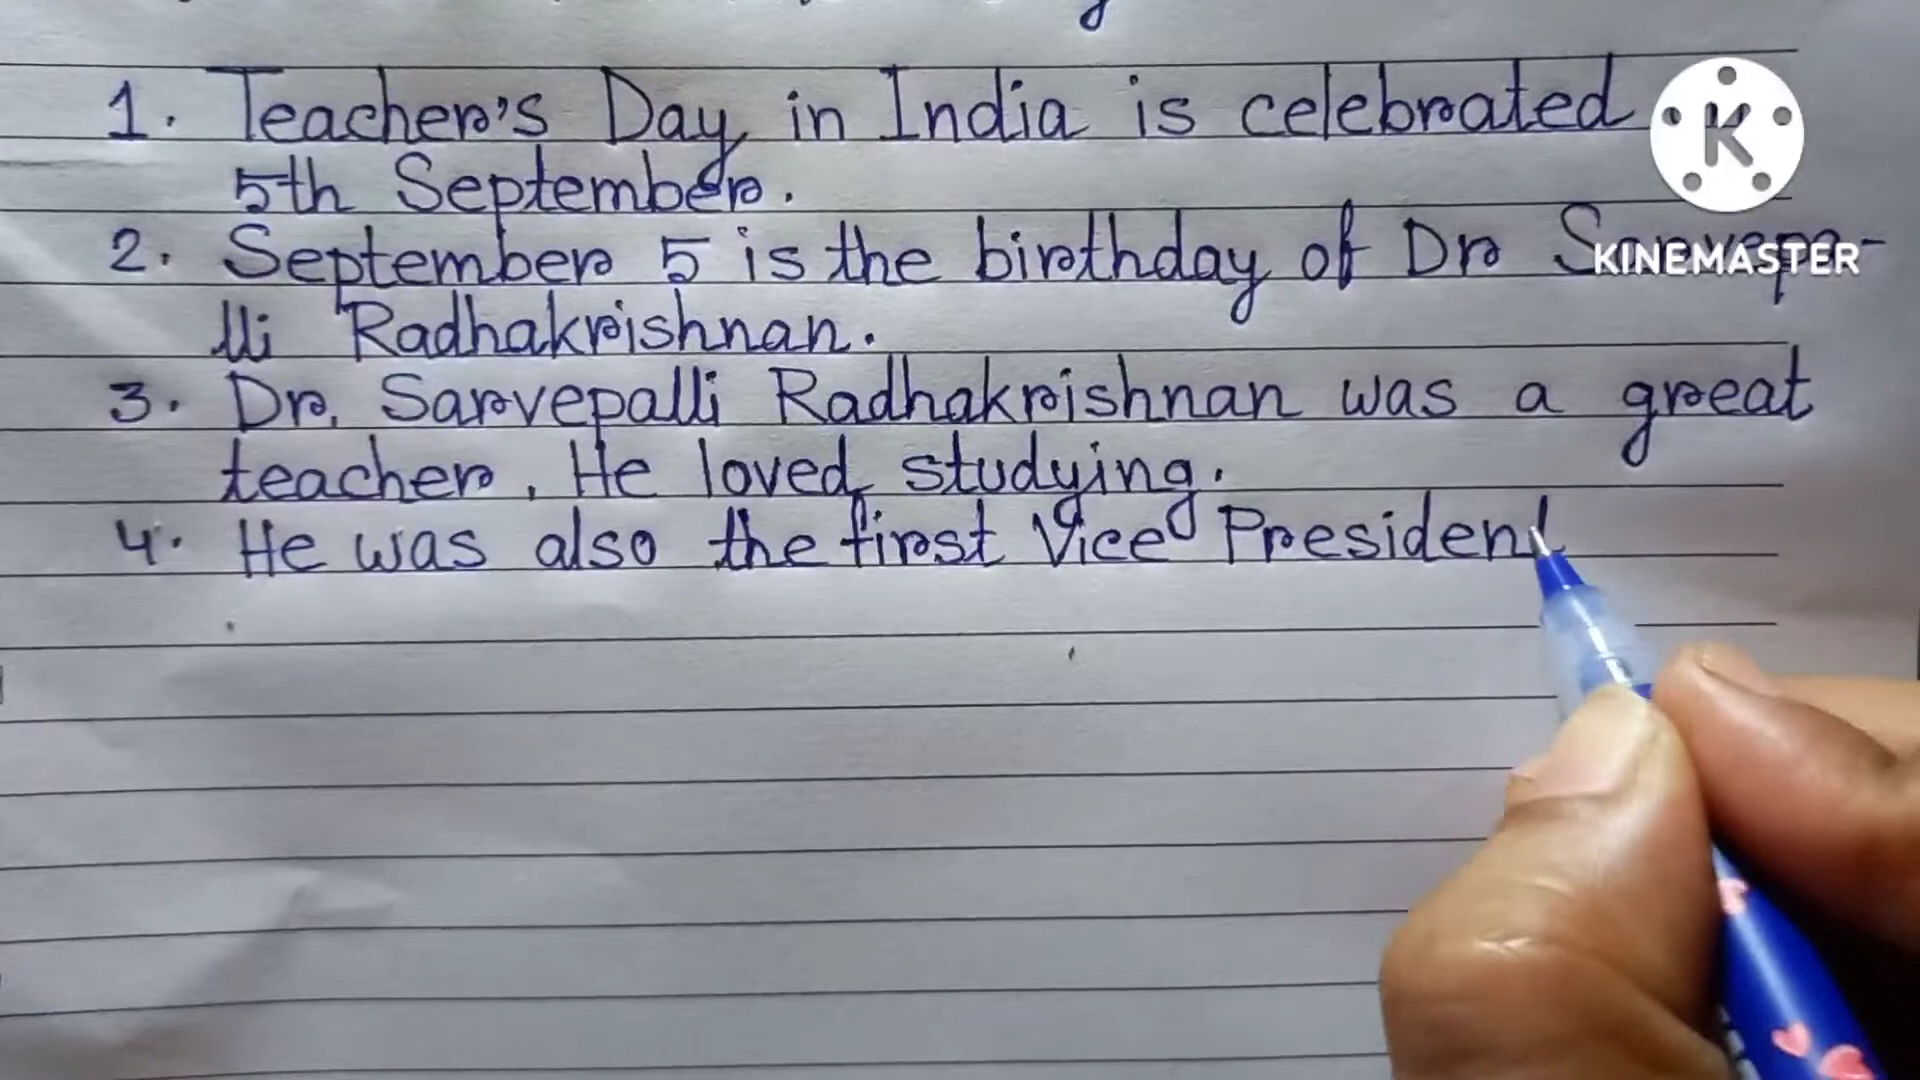 1. Teacher's Day in India is celebrated
5th September.
2. September 5 is the birthday of Dr Sarvepa-
lli Radhakrishnan.
3. Dr. Sarvepalli Radhakrishnan was a great
teacher. He loved studying.
4. He was also the first Vice President
K
KINEMASTER